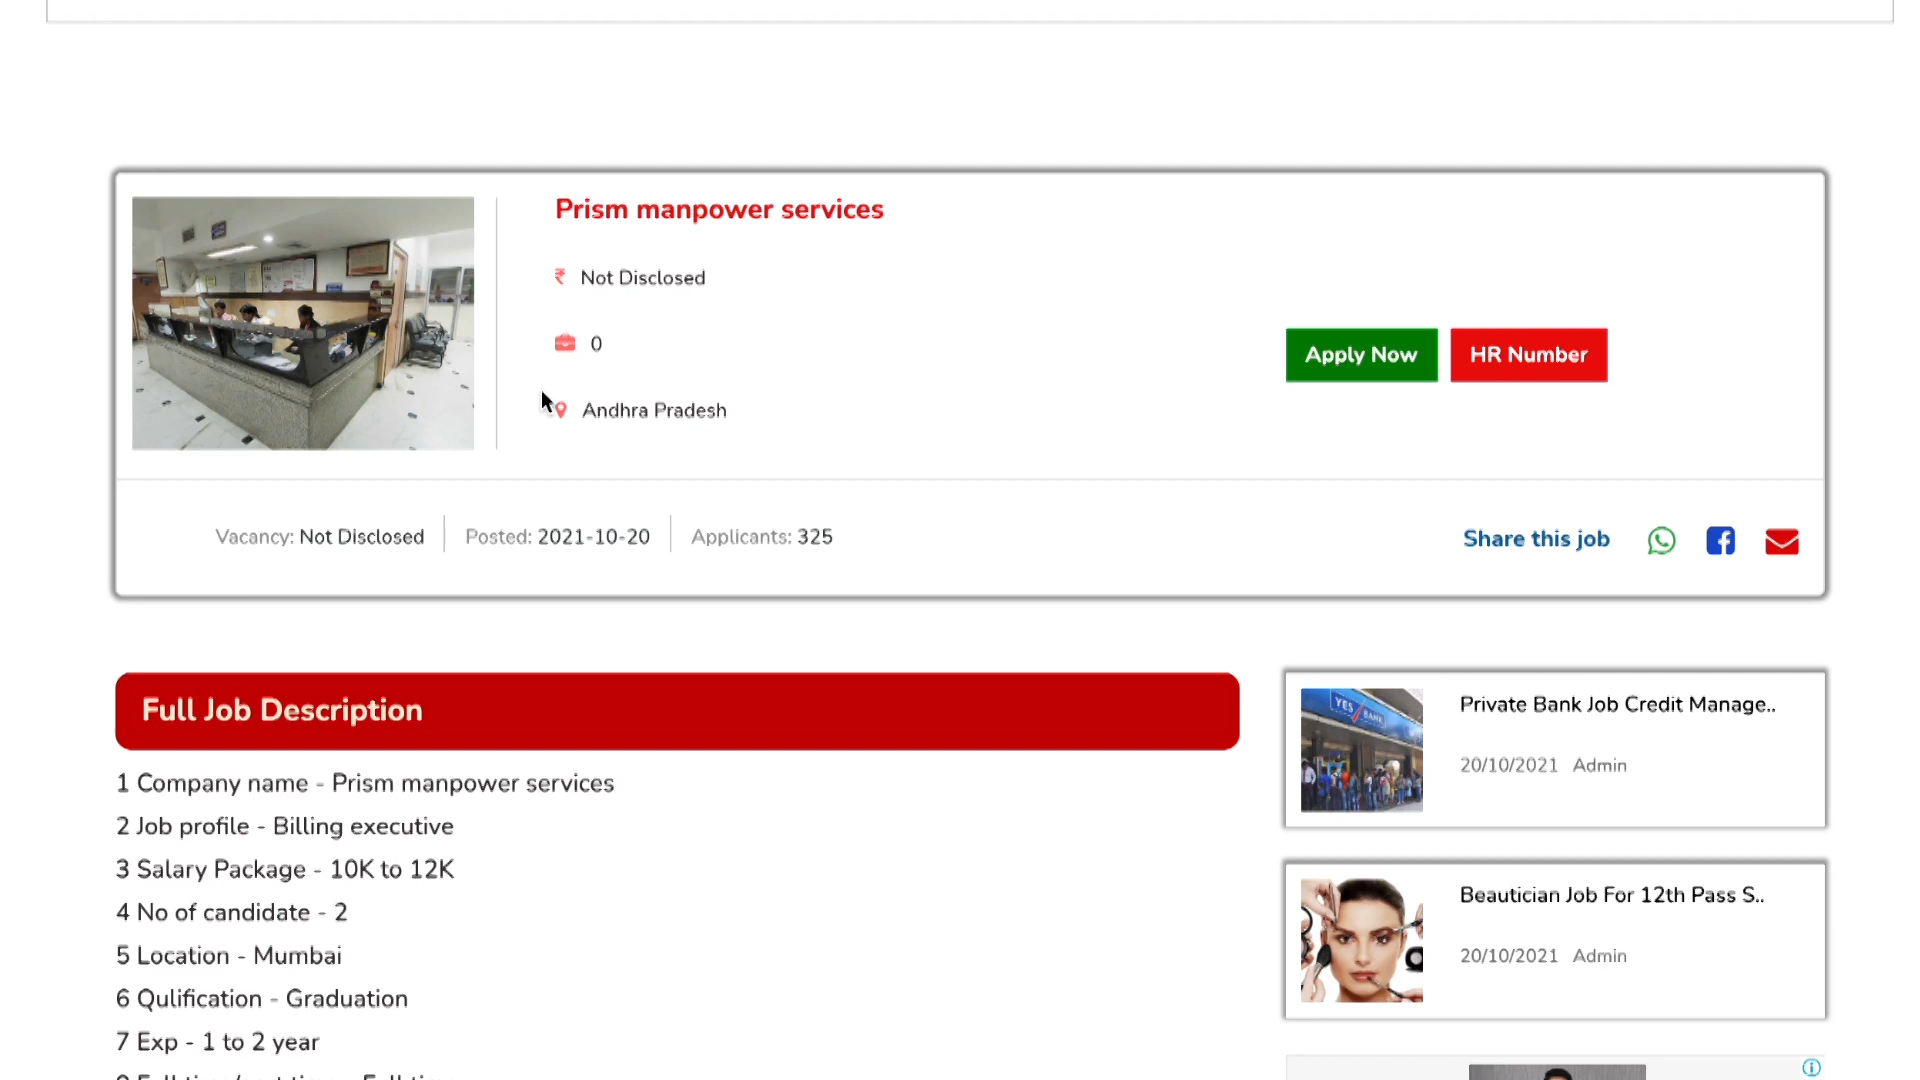 Prism manpower services
₹ Not Disclosed
0
Andhra Pradesh
Apply Now
HR Number
Vacancy: Not Disclosed
Posted: 2021-10-20
Applicants: 325
Share this job
Full Job Description
1 Company name - Prism manpower services
2 Job profile - Billing executive
3 Salary Package - 10K to 12K
4 No of candidate - 2
5 Location - Mumbai
6 Qulification - Graduation
7 Exp - 1 to 2 year
YES BANK
Private Bank Job Credit Manage..
20/10/2021 Admin
Beautician Job For 12th Pass S..
20/10/2021 Admin